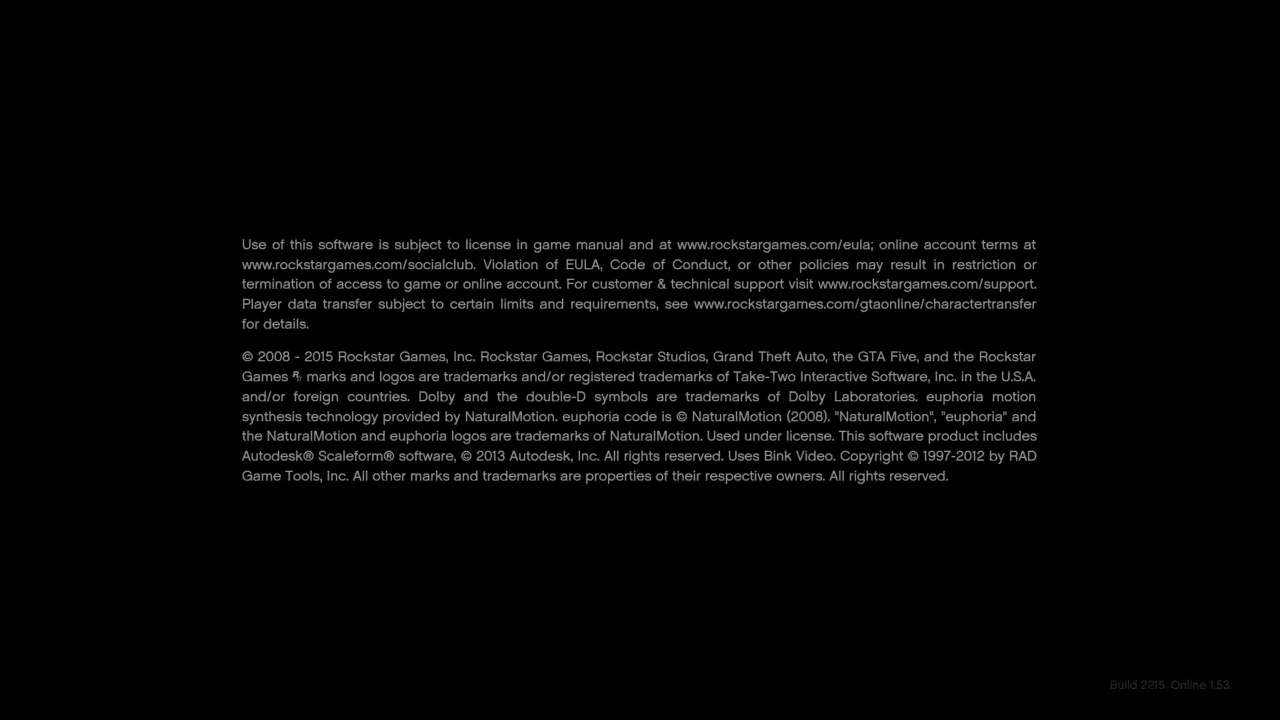 Use of this software is subject to license in game manual and at www.rockstargames.com/eula; online account terms at
www.rockstargames.com/socialclub. Violation of EULA, Code of Conduct, or other policies may result in restriction or
termination of access to game or online account. For customer & technical support visit www.rockstargames.com/support.
Player data transfer subject to certain limits and requirements, see www.rockstargames.com/gtaonline/charactertransfer
for details.
© 2008 - 2015 Rockstar Games, Inc. Rockstar Games, Rockstar Studios, Grand Theft Auto, the GTA Five, and the Rockstar
Games R* marks and logos are trademarks and/or registered trademarks of Take-Two Interactive Software, Inc. in the U.S.A.
and/or foreign countries. Dolby and the double-D symbols are trademarks of Dolby Laboratories. euphoria motion
synthesis technology provided by NaturalMotion. euphoria code is © NaturalMotion (2008). "NaturalMotion", "euphoria" and
the NaturalMotion and euphoria logos are trademarks of NaturalMotion. Used under license. This software product includes
Autodesk® Scaleform® software, © 2013 Autodesk, Inc. All rights reserved. Uses Bink Video. Copyright © 1997-2012 by RAD
Game Tools, Inc. All other marks and trademarks are properties of their respective owners. All rights reserved.
Build 2215. Online 1.53.